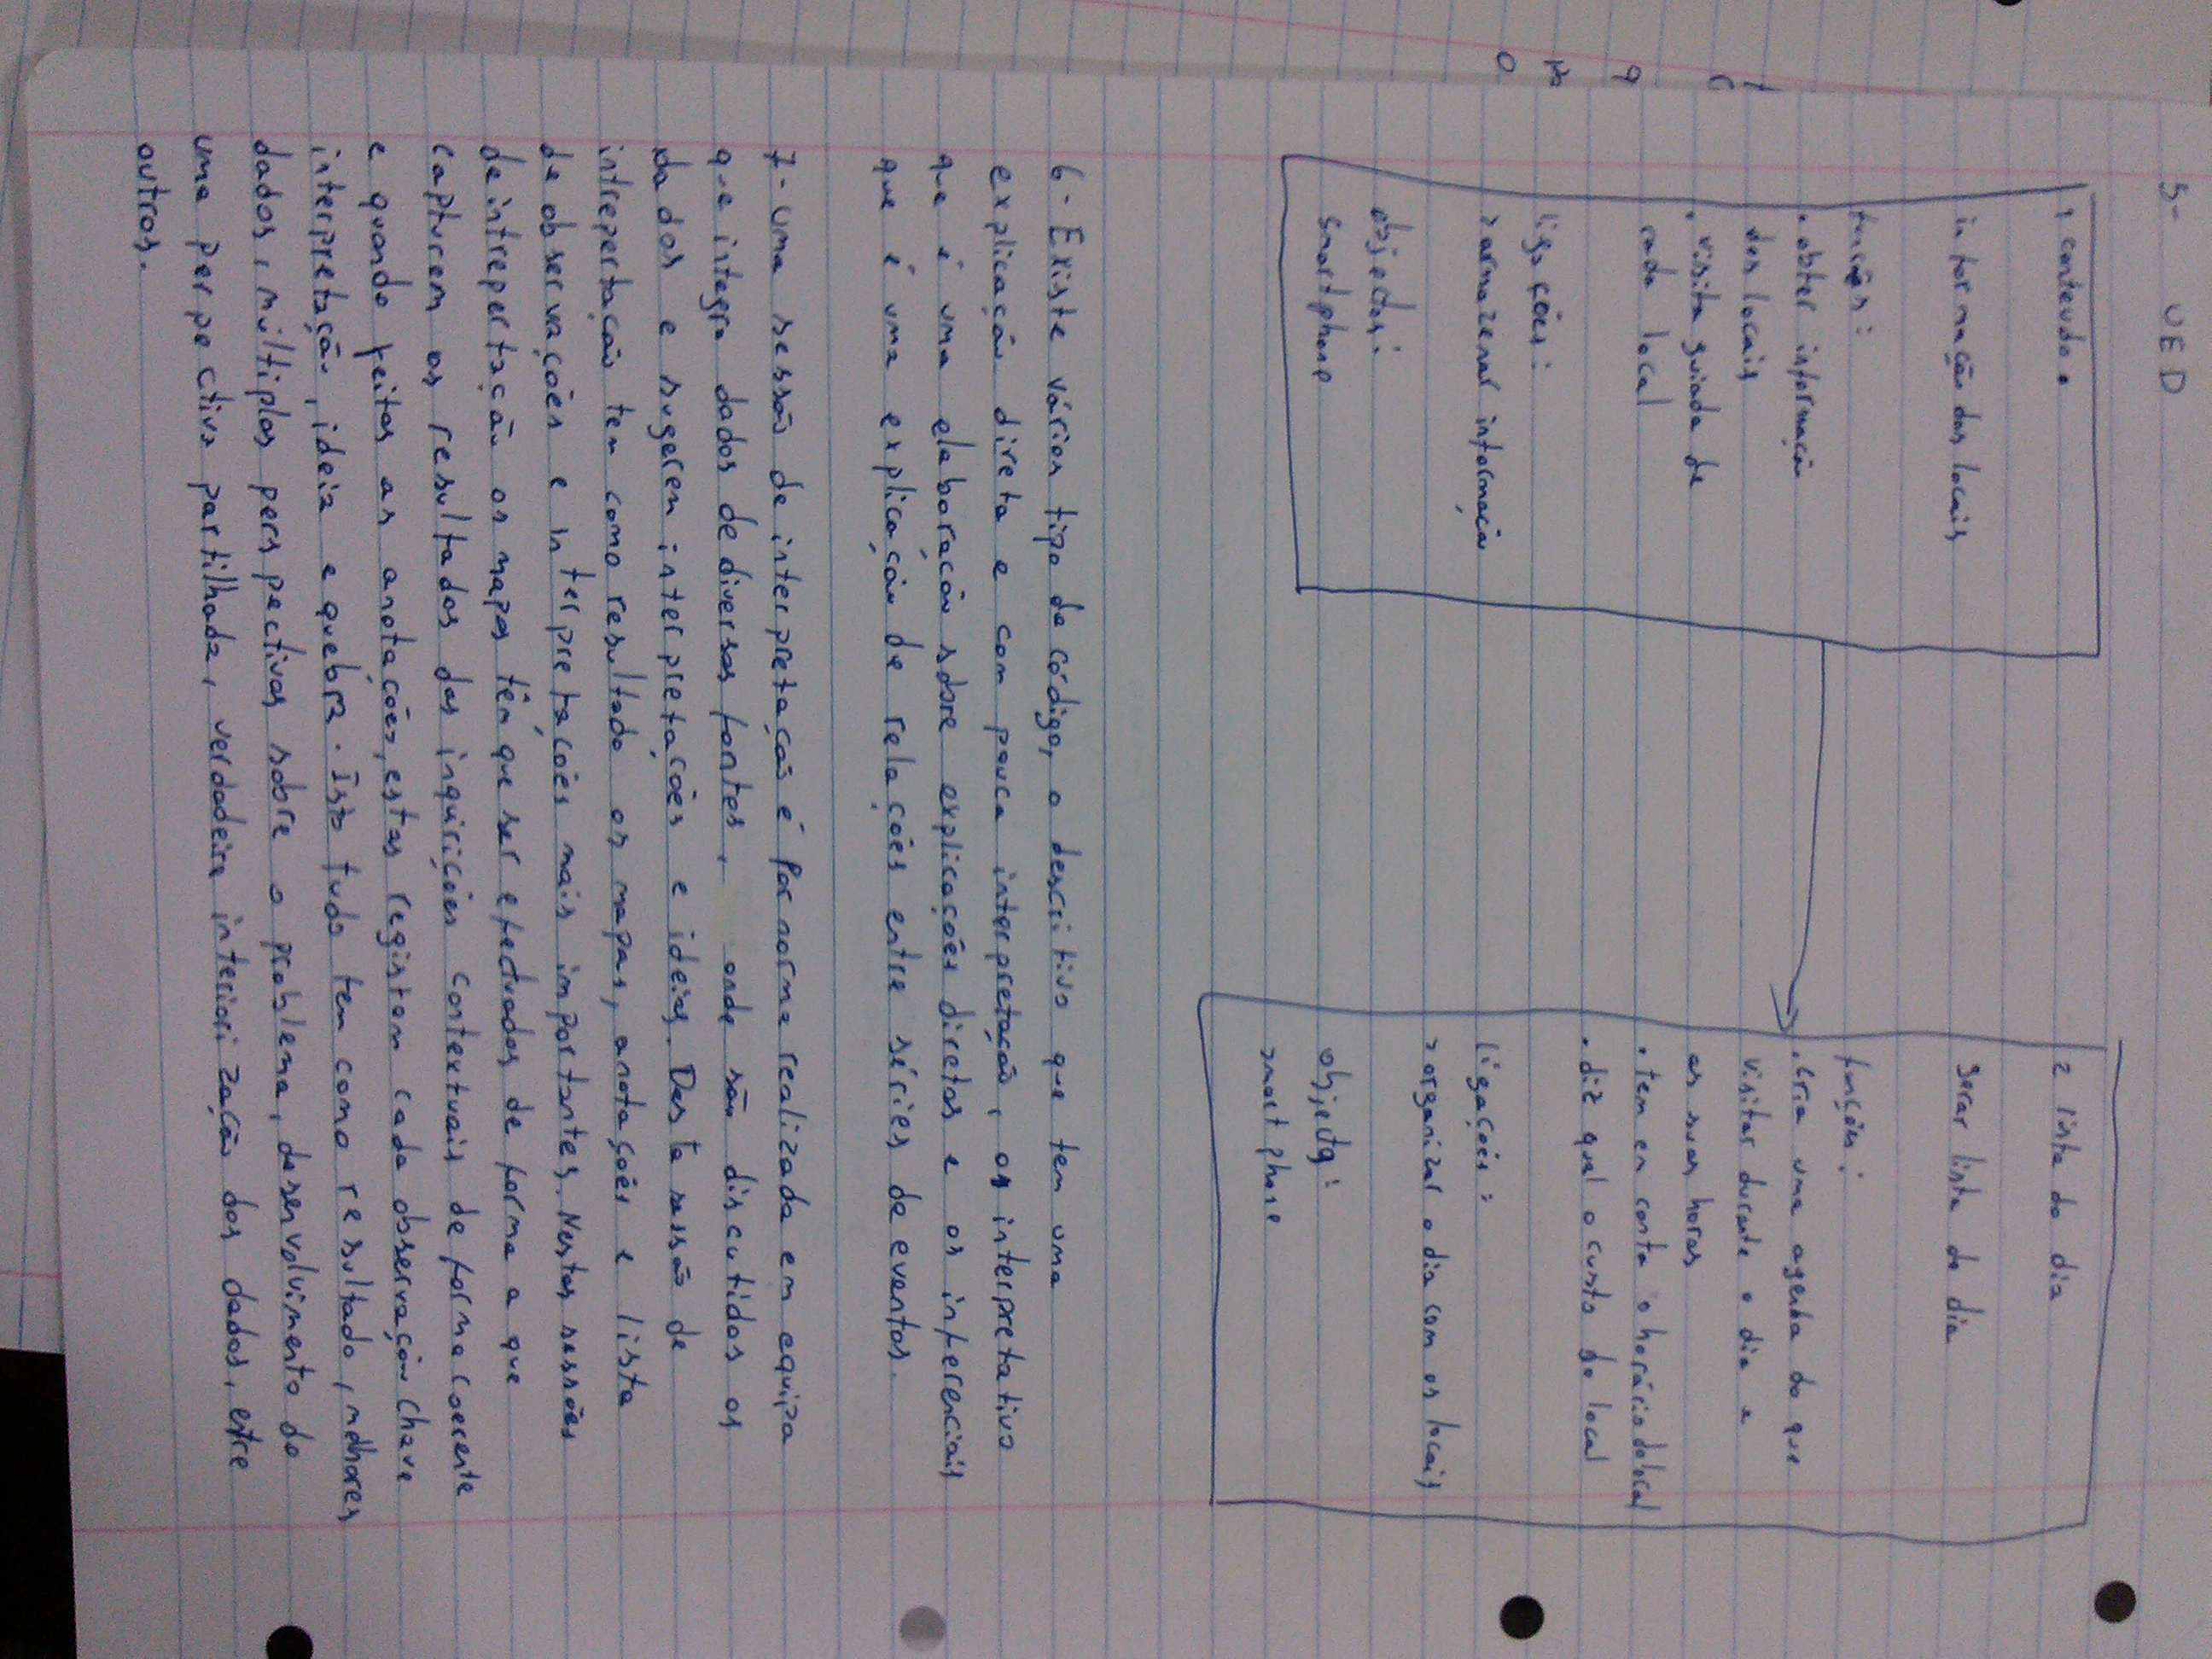 5- UED
1 conteudo.
informação dos locais
funções:
. obter informação
dos locais
. visita guiada de
cada local
ligações:
> armazenar informação
objectos:
smartphone
2 lista do dia
gerar lista do dia
funções:
. cria uma agenda do que
visitar durante o dia e
as suas horas
. tem em conta o horário do local
. diz qual o custo do local
ligações:
> organizar o dia com os locais
objectos:
smartphone
6- Existe vários tipo de código, o descritivo que tem uma
explicação direta e com pouca interpretação, os interpretativo
que é uma elaboração sobre explicações diretas e os inferenciais
que é uma explicação de relações entre séries de eventos.
7- Uma sessão de interpretação é por norma realizada em equipa
que integra dados de diversas fontes, onde são discutidos os
dados e sugerem interpretações e ideias. Desta sessão de
intrepertação tem como resultado os mapas, anotações e lista
de observações e interpretações mais importantes. Nestas sessões
de intrepertação os mapas têm que ser efectuados de forma a que
capturem os resultados das inquirições contextuais de forma coerente
e quando feitas as anotações, estas registem cada observação chave
interpretação, ideia e quebra. Isto tudo tem como resultado, melhores
dados, múltiplas perspectivas sobre o problema, desenvolvimento de
uma perpectiva partilhada, verdadeira interiorização dos dados, entre
outros.